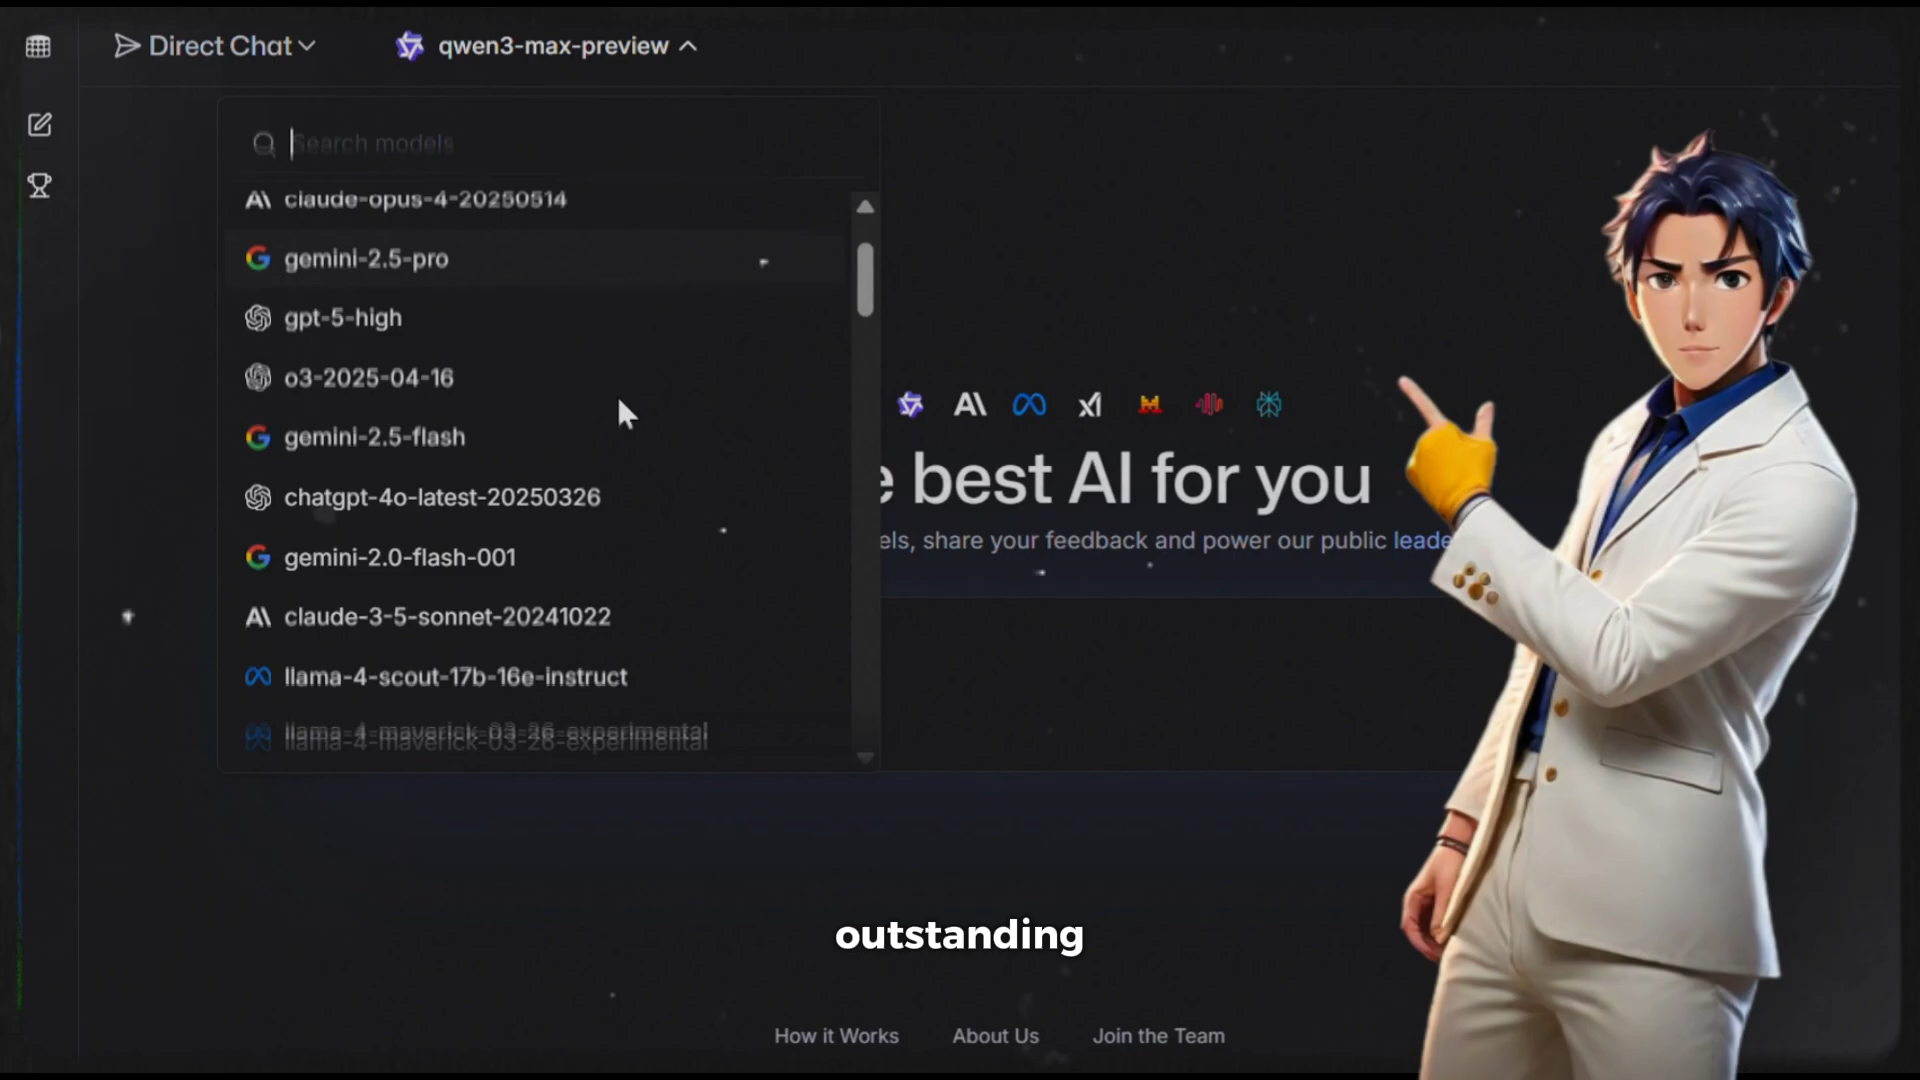 Direct Chat
qwen3-max-preview
Search models
claude-opus-4-20250514
gemini-2.5-pro
gpt-5-high
o3-2025-04-16
gemini-2.5-flash
chatgpt-4o-latest-20250326
gemini-2.0-flash-001
claude-3-5-sonnet-20241022
llama-4-scout-17b-16e-instruct
llama-4-maverick-03-26-experimental
e best AI for you
els, share your feedback and power our public leade
outstanding
How it Works
About Us
Join the Team